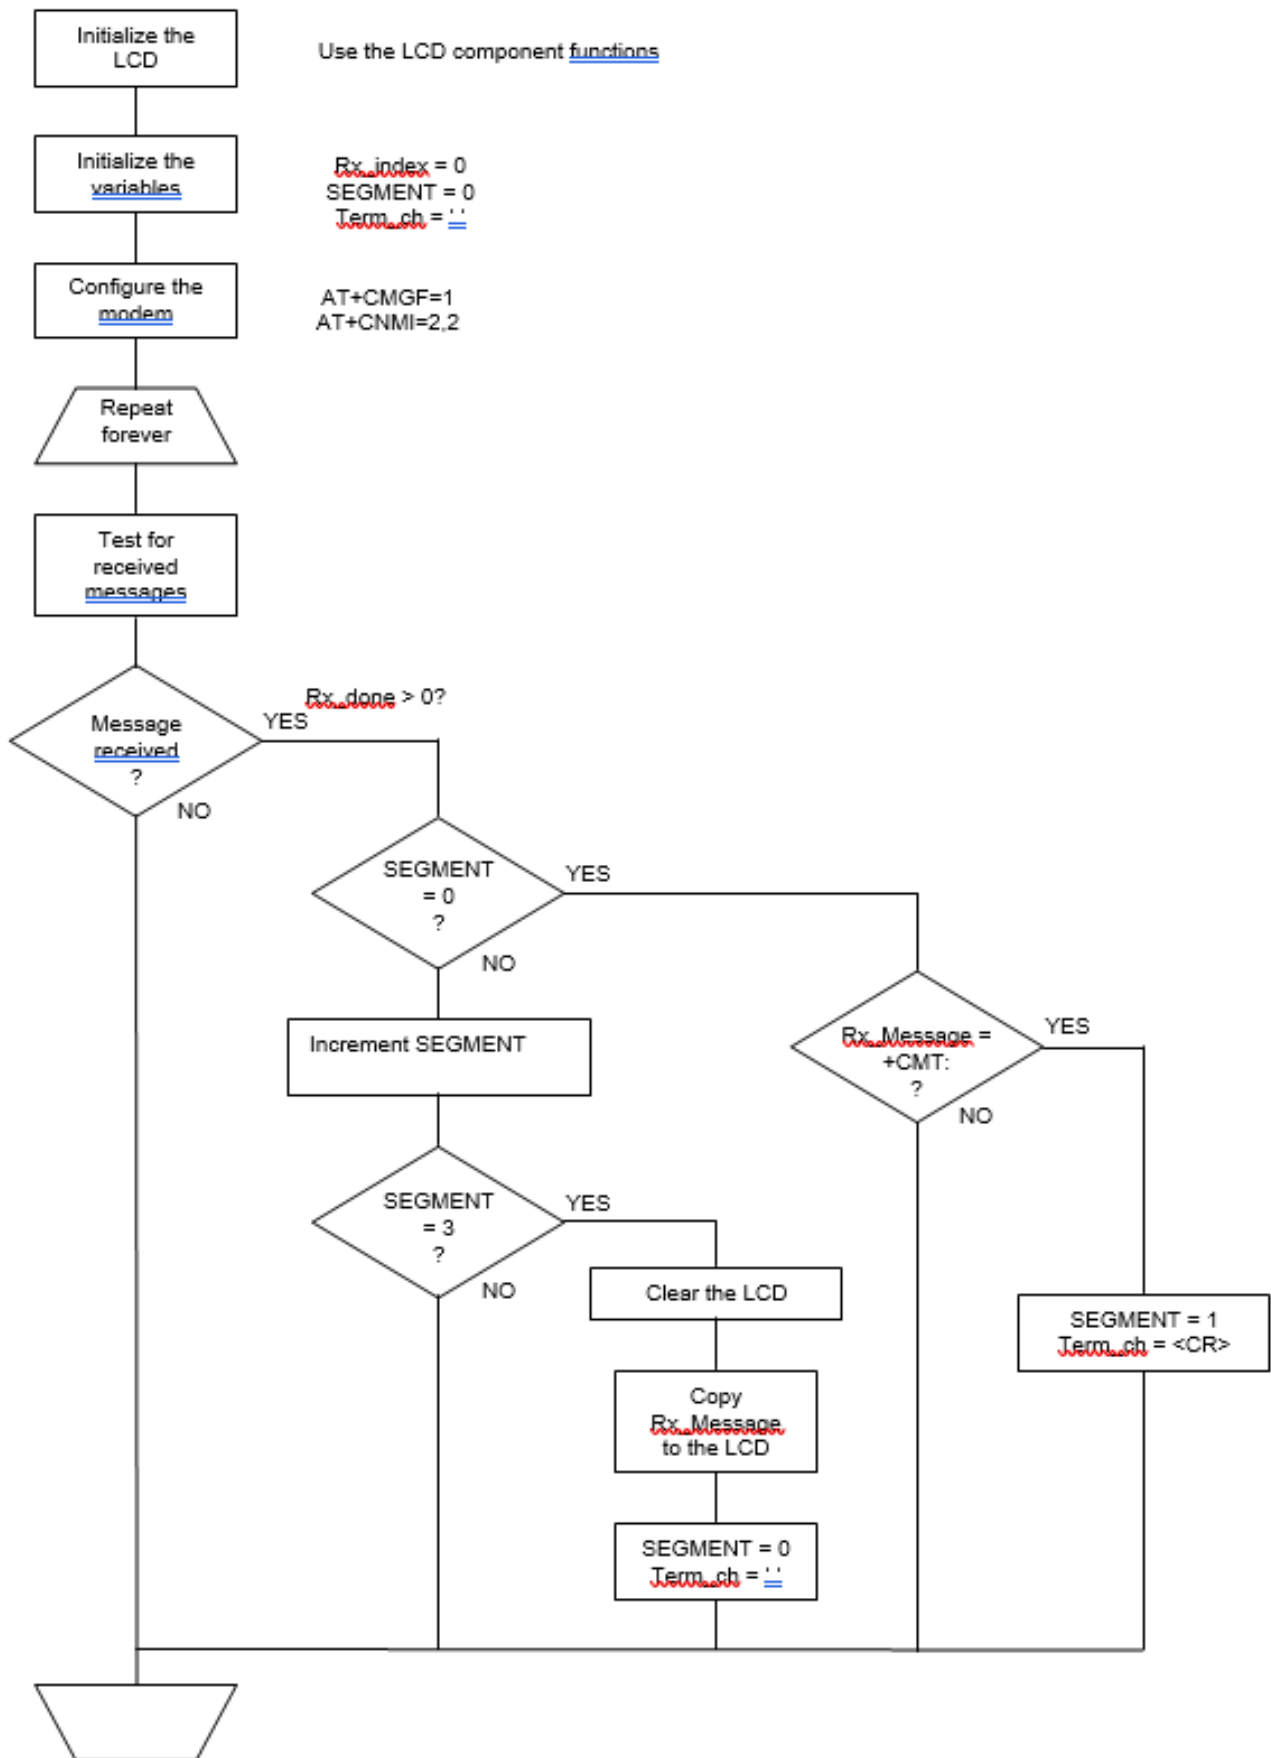 Initialize the
LCD
Use the LCD component functions
Initialize the
variables
Rx_index = 0
SEGMENT = 0
Term_ch = ' '
Configure the
modem
AT+CMGF=1
AT+CNMI=2,2
Repeat
forever
Test for
received
messages
Message
received
?
Rx_done > 0?
YES
NO
SEGMENT
= 0
?
YES
NO
Increment SEGMENT
Rx_Message =
+CMT:
?
YES
NO
SEGMENT
= 3
?
YES
NO
Clear the LCD
SEGMENT = 1
Term_ch = <CR>
Copy
Rx_Message
to the LCD
SEGMENT = 0
Term_ch = ' '